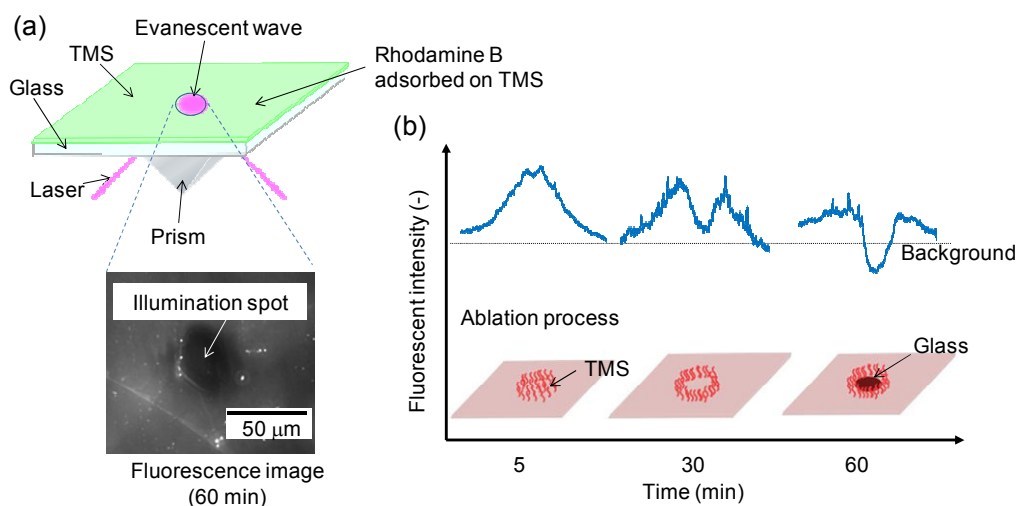 (a)
Evanescent wave
TMS
Rhodamine B
adsorbed on TMS
Glass
Laser
Prism
Illumination spot
50 μm
Fluorescence image
(60 min)
(b)
Fluorescent intensity (-)
Background
Ablation process
TMS
Glass
5
30
60
Time (min)